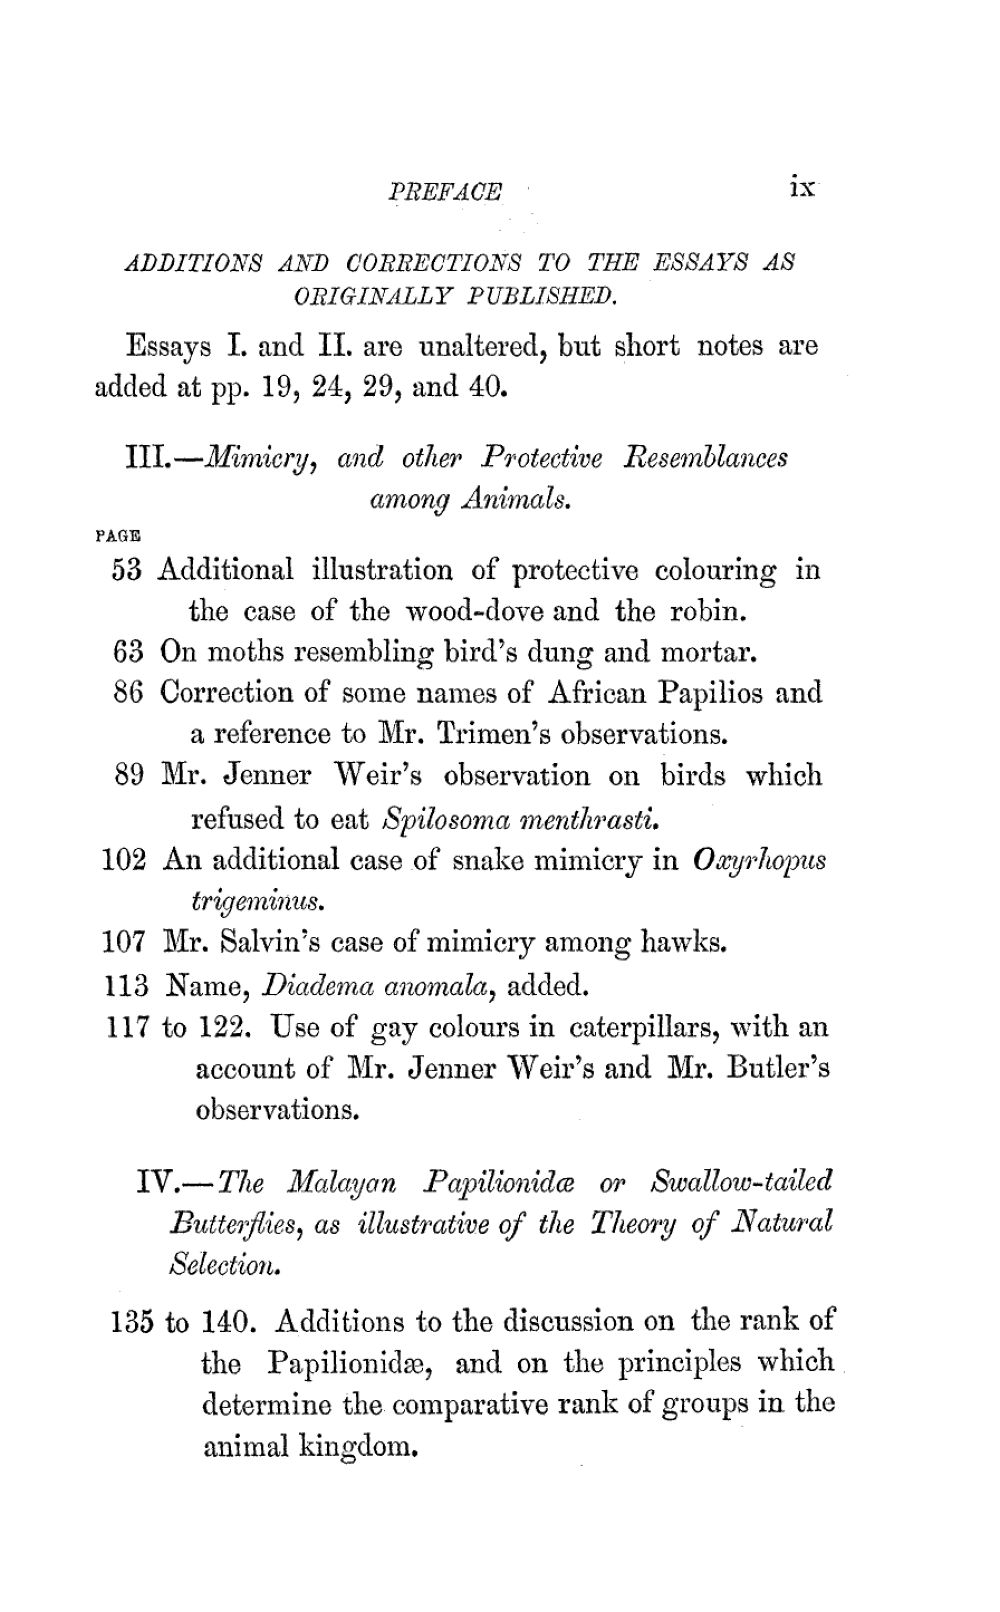 PREFACE ix
ADDITIONS AND CORRECTIONS TO THE ESSAYS AS
ORIGINALLY PUBLISHED.
Essays I. and II. are unaltered, but short notes are
added at pp. 19, 24, 29, and 40.
III.—Mimicry, and other Protective Resemblances
among Animals.
PAGE
53 Additional illustration of protective colouring in
the case of the wood-dove and the robin.
63 On moths resembling bird's dung and mortar.
86 Correction of some names of African Papilios and
a reference to Mr. Trimen's observations.
89 Mr. Jenner Weir's observation on birds which
refused to eat Spilosoma menthrasti.
102 An additional case of snake mimicry in Oxyrhopus
trigeminus.
107 Mr. Salvin's case of mimicry among hawks.
113 Name, Diadema anomala, added.
117 to 122. Use of gay colours in caterpillars, with an
account of Mr. Jenner Weir's and Mr. Butler's
observations.
IV.—The Malayan Papilionidæ or Swallow-tailed
Butterflies, as illustrative of the Theory of Natural
Selection.
135 to 140. Additions to the discussion on the rank of
the Papilionidæ, and on the principles which
determine the comparative rank of groups in the
animal kingdom.